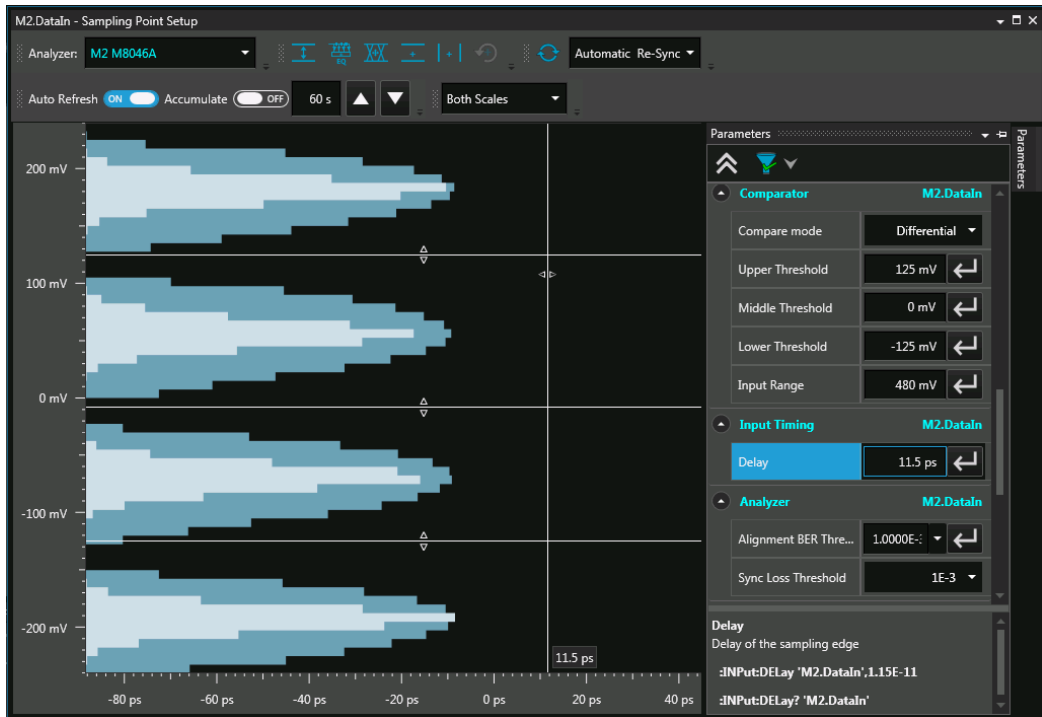 M2.DataIn - Sampling Point Setup
Analyzer: M2 M8046A EQ Automatic Re-Sync
Auto Refresh ON Accumulate OFF 60 s Both Scales
200 mV
100 mV
0 mV
-100 mV
-200 mV
11.5 ps
-80 ps -60 ps -40 ps -20 ps 0 ps 20 ps 40 ps
Parameters
Parameters
Comparator M2.DataIn
Compare mode Differential
Upper Threshold 125 mV
Middle Threshold 0 mV
Lower Threshold -125 mV
Input Range 480 mV
Input Timing M2.DataIn
Delay 11.5 ps
Analyzer M2.DataIn
Alignment BER Thre... 1.0000E-
Sync Loss Threshold 1E-3
Delay
Delay of the sampling edge
:INPut:DELay 'M2.DataIn',1.15E-11
:INPut:DELay? 'M2.DataIn'